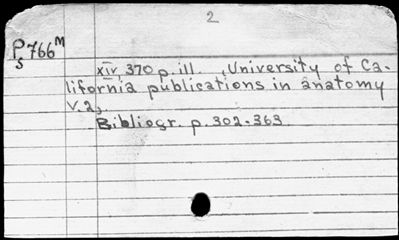 2
P766M
S
XIV, 370 p. ill. (University of Ca-
lifornia publications in anatomy
V. 2)
Bibliogr. p. 302-363